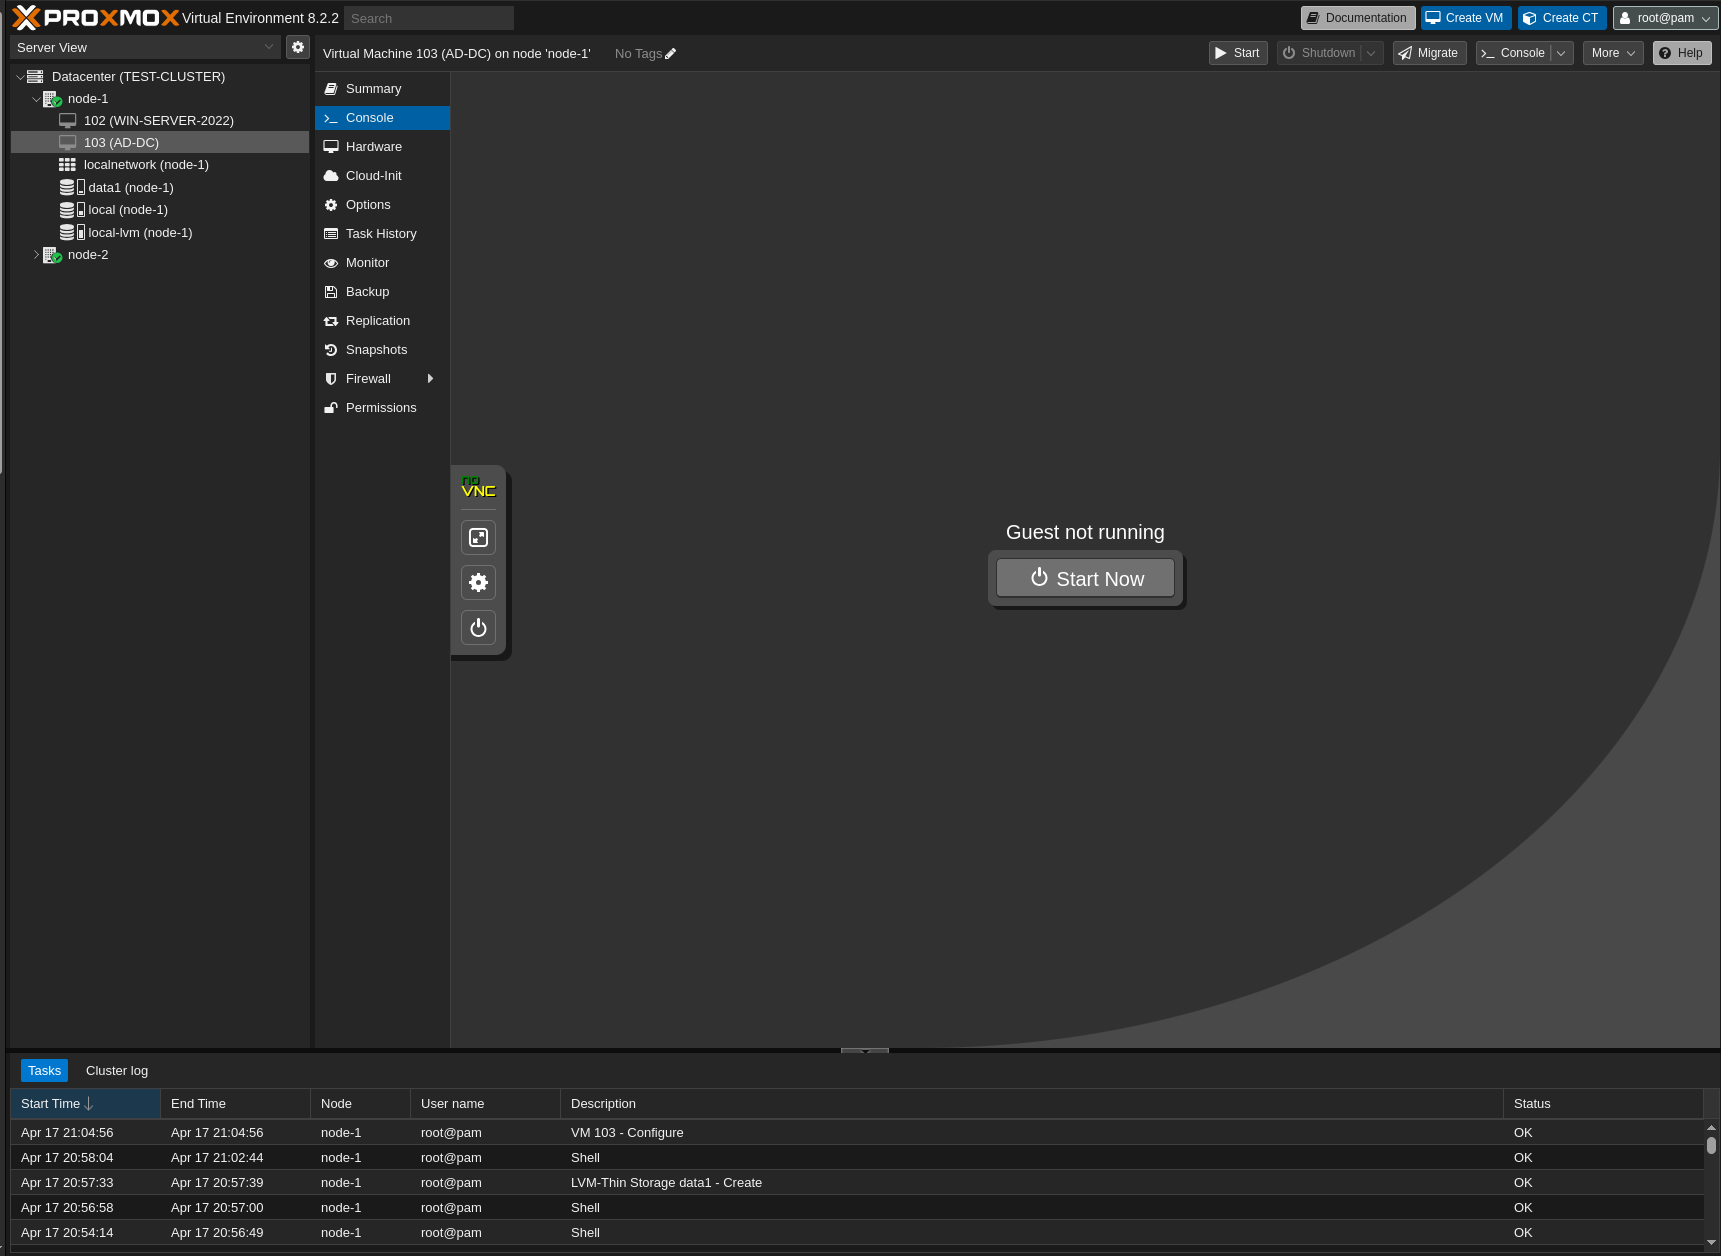 PROXMOX Virtual Environment 8.2.2 Search Documentation Create VM Create CT root@pam
Server View
Virtual Machine 103 (AD-DC) on node 'node-1' No Tags Start Shutdown Migrate Console More Help
Datacenter (TEST-CLUSTER)
node-1
102 (WIN-SERVER-2022)
103 (AD-DC)
localnetwork (node-1)
data1 (node-1)
local (node-1)
local-lvm (node-1)
node-2
Summary
Console
Hardware
Cloud-Init
Options
Task History
Monitor
Backup
Replication
Snapshots
Firewall
Permissions
no
VNC
Guest not running
Start Now
Tasks Cluster log
Start Time End Time Node User name Description Status
Apr 17 21:04:56 Apr 17 21:04:56 node-1 root@pam VM 103 - Configure OK
Apr 17 20:58:04 Apr 17 21:02:44 node-1 root@pam Shell OK
Apr 17 20:57:33 Apr 17 20:57:39 node-1 root@pam LVM-Thin Storage data1 - Create OK
Apr 17 20:56:58 Apr 17 20:57:00 node-1 root@pam Shell OK
Apr 17 20:54:14 Apr 17 20:56:49 node-1 root@pam Shell OK